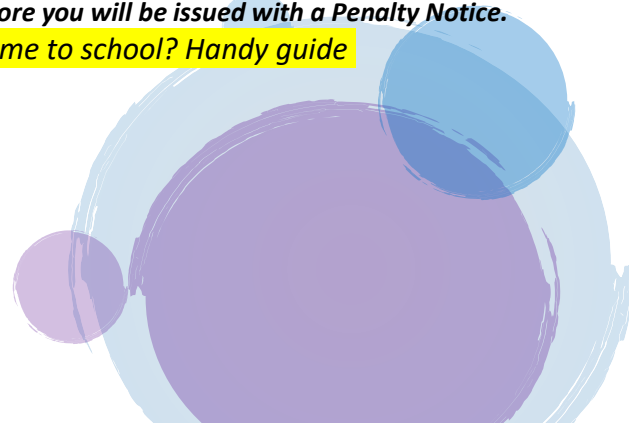 ore you will be issued with a Penalty Notice.
me to school? Handy guide